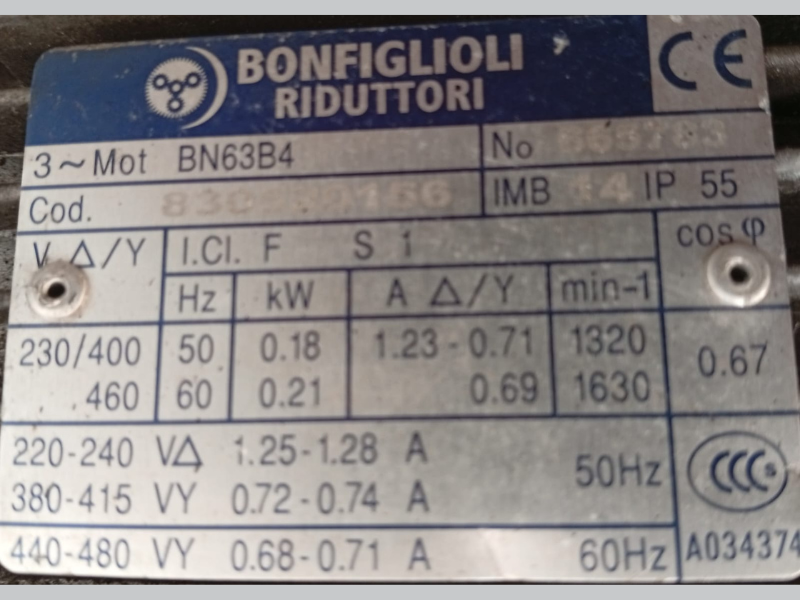 BONFIGLIOLI
RIDUTTORI
CE
3~Mot BN63B4 No
Cod. IMB 14 IP 55
V Δ/Y I.Cl. F S 1 cos φ
Hz kW A Δ/Y min-1
230/400 50 0.18 1.23-0.71 1320 0.67
460 60 0.21 0.69 1630
220-240 VΔ 1.25-1.28 A 50Hz
380-415 VY 0.72-0.74 A
CCC S
440-480 VY 0.68-0.71 A 60Hz A034374